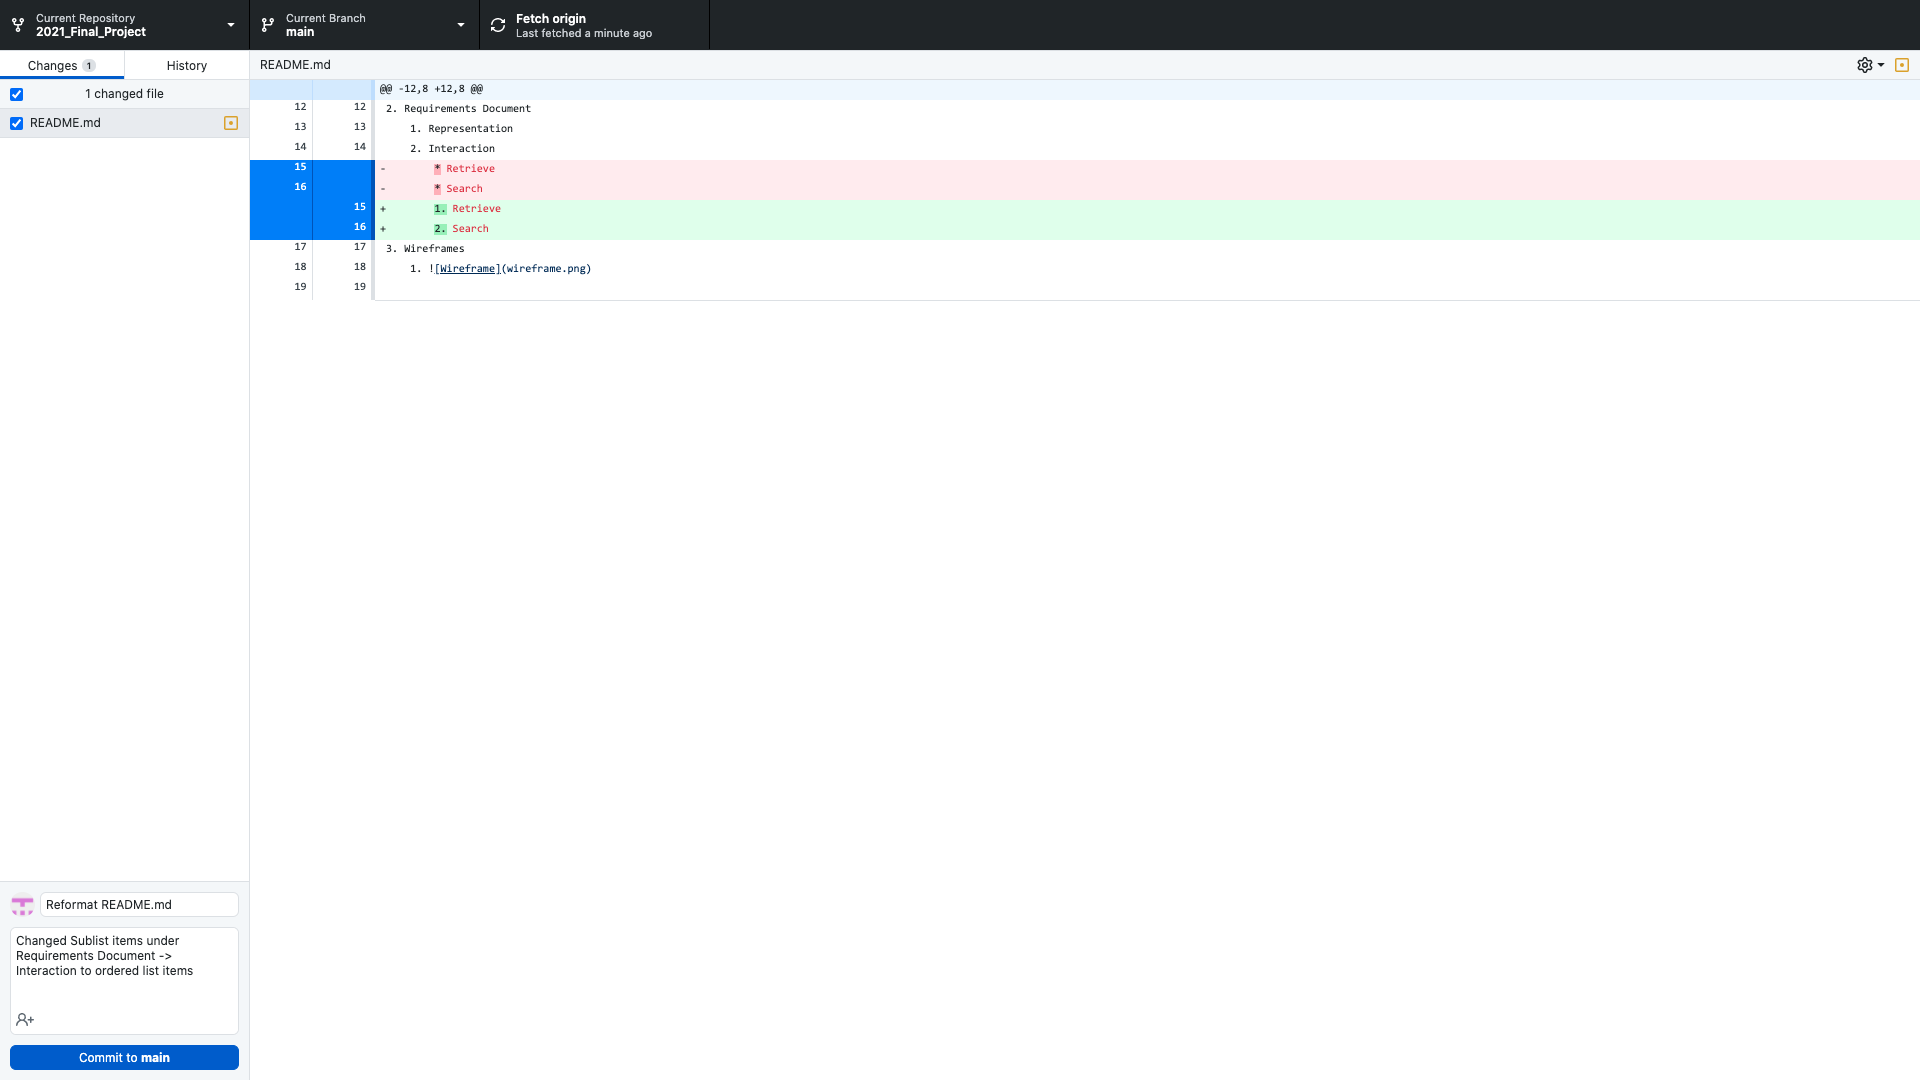 Current Repository
2021_Final_Project
Current Branch
main
Fetch origin
Last fetched a minute ago
Changes 1
History
README.md
1 changed file
README.md
@@ -12,8 +12,8 @@
12 12 2. Requirements Document
13 13 1. Representation
14 14 2. Interaction
15 - * Retrieve
16 - * Search
15 + 1. Retrieve
16 + 2. Search
17 17 3. Wireframes
18 18 1. ![Wireframe](wireframe.png)
19 19
Reformat README.md
Changed Sublist items under
Requirements Document ->
Interaction to ordered list items
Commit to main